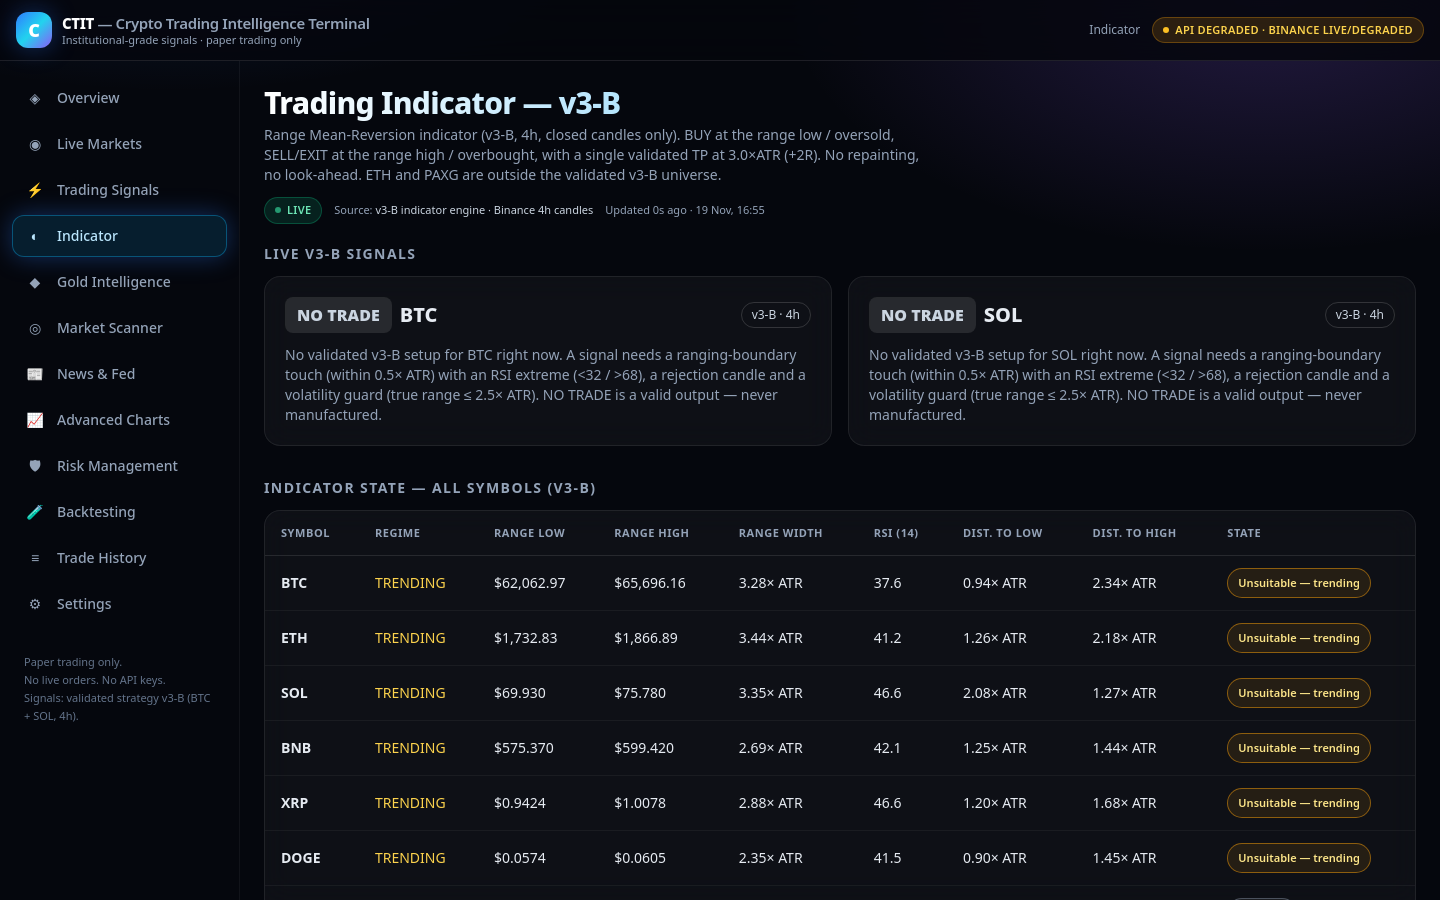 C
CTIT — Crypto Trading Intelligence Terminal
Institutional-grade signals · paper trading only
Indicator
API DEGRADED · BINANCE LIVE/DEGRADED
Overview
Live Markets
Trading Signals
Indicator
Gold Intelligence
Market Scanner
News & Fed
Advanced Charts
Risk Management
Backtesting
Trade History
Settings
Paper trading only.
No live orders. No API keys.
Signals: validated strategy v3-B (BTC
+ SOL, 4h).
Trading Indicator — v3-B
Range Mean-Reversion indicator (v3-B, 4h, closed candles only). BUY at the range low / oversold,
SELL/EXIT at the range high / overbought, with a single validated TP at 3.0×ATR (+2R). No repainting,
no look-ahead. ETH and PAXG are outside the validated v3-B universe.
LIVE Source: v3-B indicator engine · Binance 4h candles Updated 0s ago · 19 Nov, 16:55
LIVE V3-B SIGNALS
NO TRADE BTC v3-B · 4h
No validated v3-B setup for BTC right now. A signal needs a ranging-boundary
touch (within 0.5× ATR) with an RSI extreme (<32 / >68), a rejection candle and a
volatility guard (true range ≤ 2.5× ATR). NO TRADE is a valid output — never
manufactured.
NO TRADE SOL v3-B · 4h
No validated v3-B setup for SOL right now. A signal needs a ranging-boundary
touch (within 0.5× ATR) with an RSI extreme (<32 / >68), a rejection candle and a
volatility guard (true range ≤ 2.5× ATR). NO TRADE is a valid output — never
manufactured.
INDICATOR STATE — ALL SYMBOLS (V3-B)
SYMBOL REGIME RANGE LOW RANGE HIGH RANGE WIDTH RSI (14) DIST. TO LOW DIST. TO HIGH STATE
BTC TRENDING $62,062.97 $65,696.16 3.28× ATR 37.6 0.94× ATR 2.34× ATR Unsuitable — trending
ETH TRENDING $1,732.83 $1,866.89 3.44× ATR 41.2 1.26× ATR 2.18× ATR Unsuitable — trending
SOL TRENDING $69.930 $75.780 3.35× ATR 46.6 2.08× ATR 1.27× ATR Unsuitable — trending
BNB TRENDING $575.370 $599.420 2.69× ATR 42.1 1.25× ATR 1.44× ATR Unsuitable — trending
XRP TRENDING $0.9424 $1.0078 2.88× ATR 46.6 1.20× ATR 1.68× ATR Unsuitable — trending
DOGE TRENDING $0.0574 $0.0605 2.35× ATR 41.5 0.90× ATR 1.45× ATR Unsuitable — trending